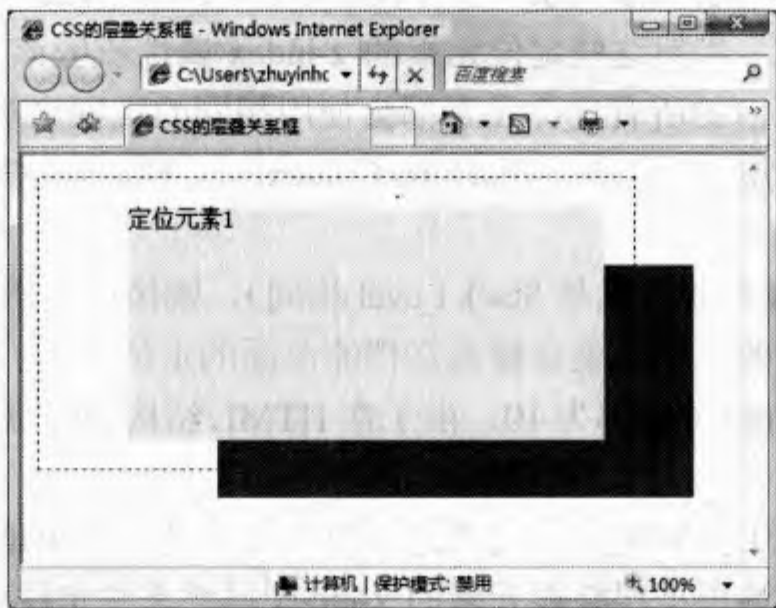 CSS的层叠关系框 - Windows Internet Explorer
C:\Users\zhuyinhc
百度搜索
CSS的层叠关系框
定位元素1
计算机 | 保护模式: 禁用
100%